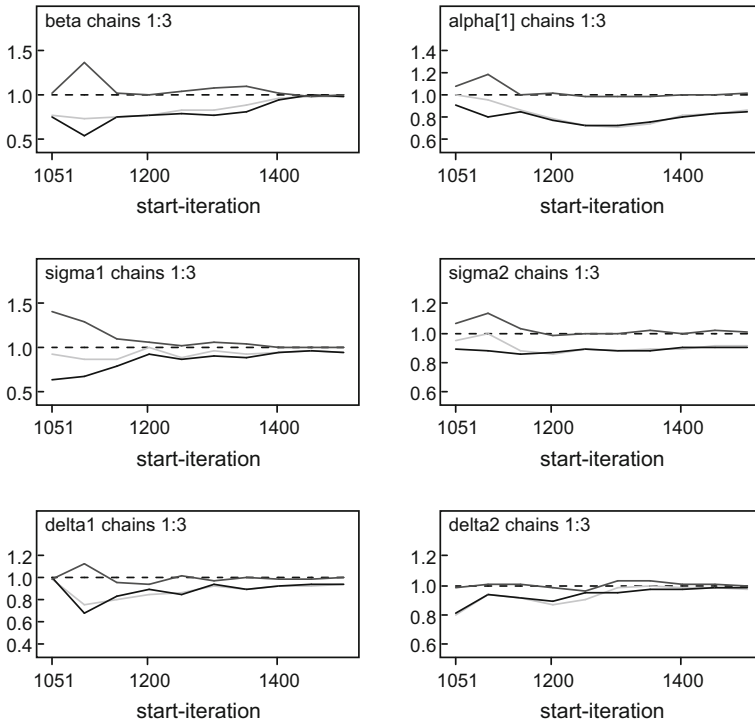 beta chains 1:3
1.5
1.0
0.5
1051 1200 1400
start-iteration
alpha[1] chains 1:3
1.4
1.2
1.0
0.8
0.6
1051 1200 1400
start-iteration
sigma1 chains 1:3
1.5
1.0
0.5
1051 1200 1400
start-iteration
sigma2 chains 1:3
1.2
1.0
0.8
0.6
1051 1200 1400
start-iteration
delta1 chains 1:3
1.2
1.0
0.8
0.6
0.4
1051 1200 1400
start-iteration
delta2 chains 1:3
1.2
1.0
0.8
0.6
1051 1200 1400
start-iteration